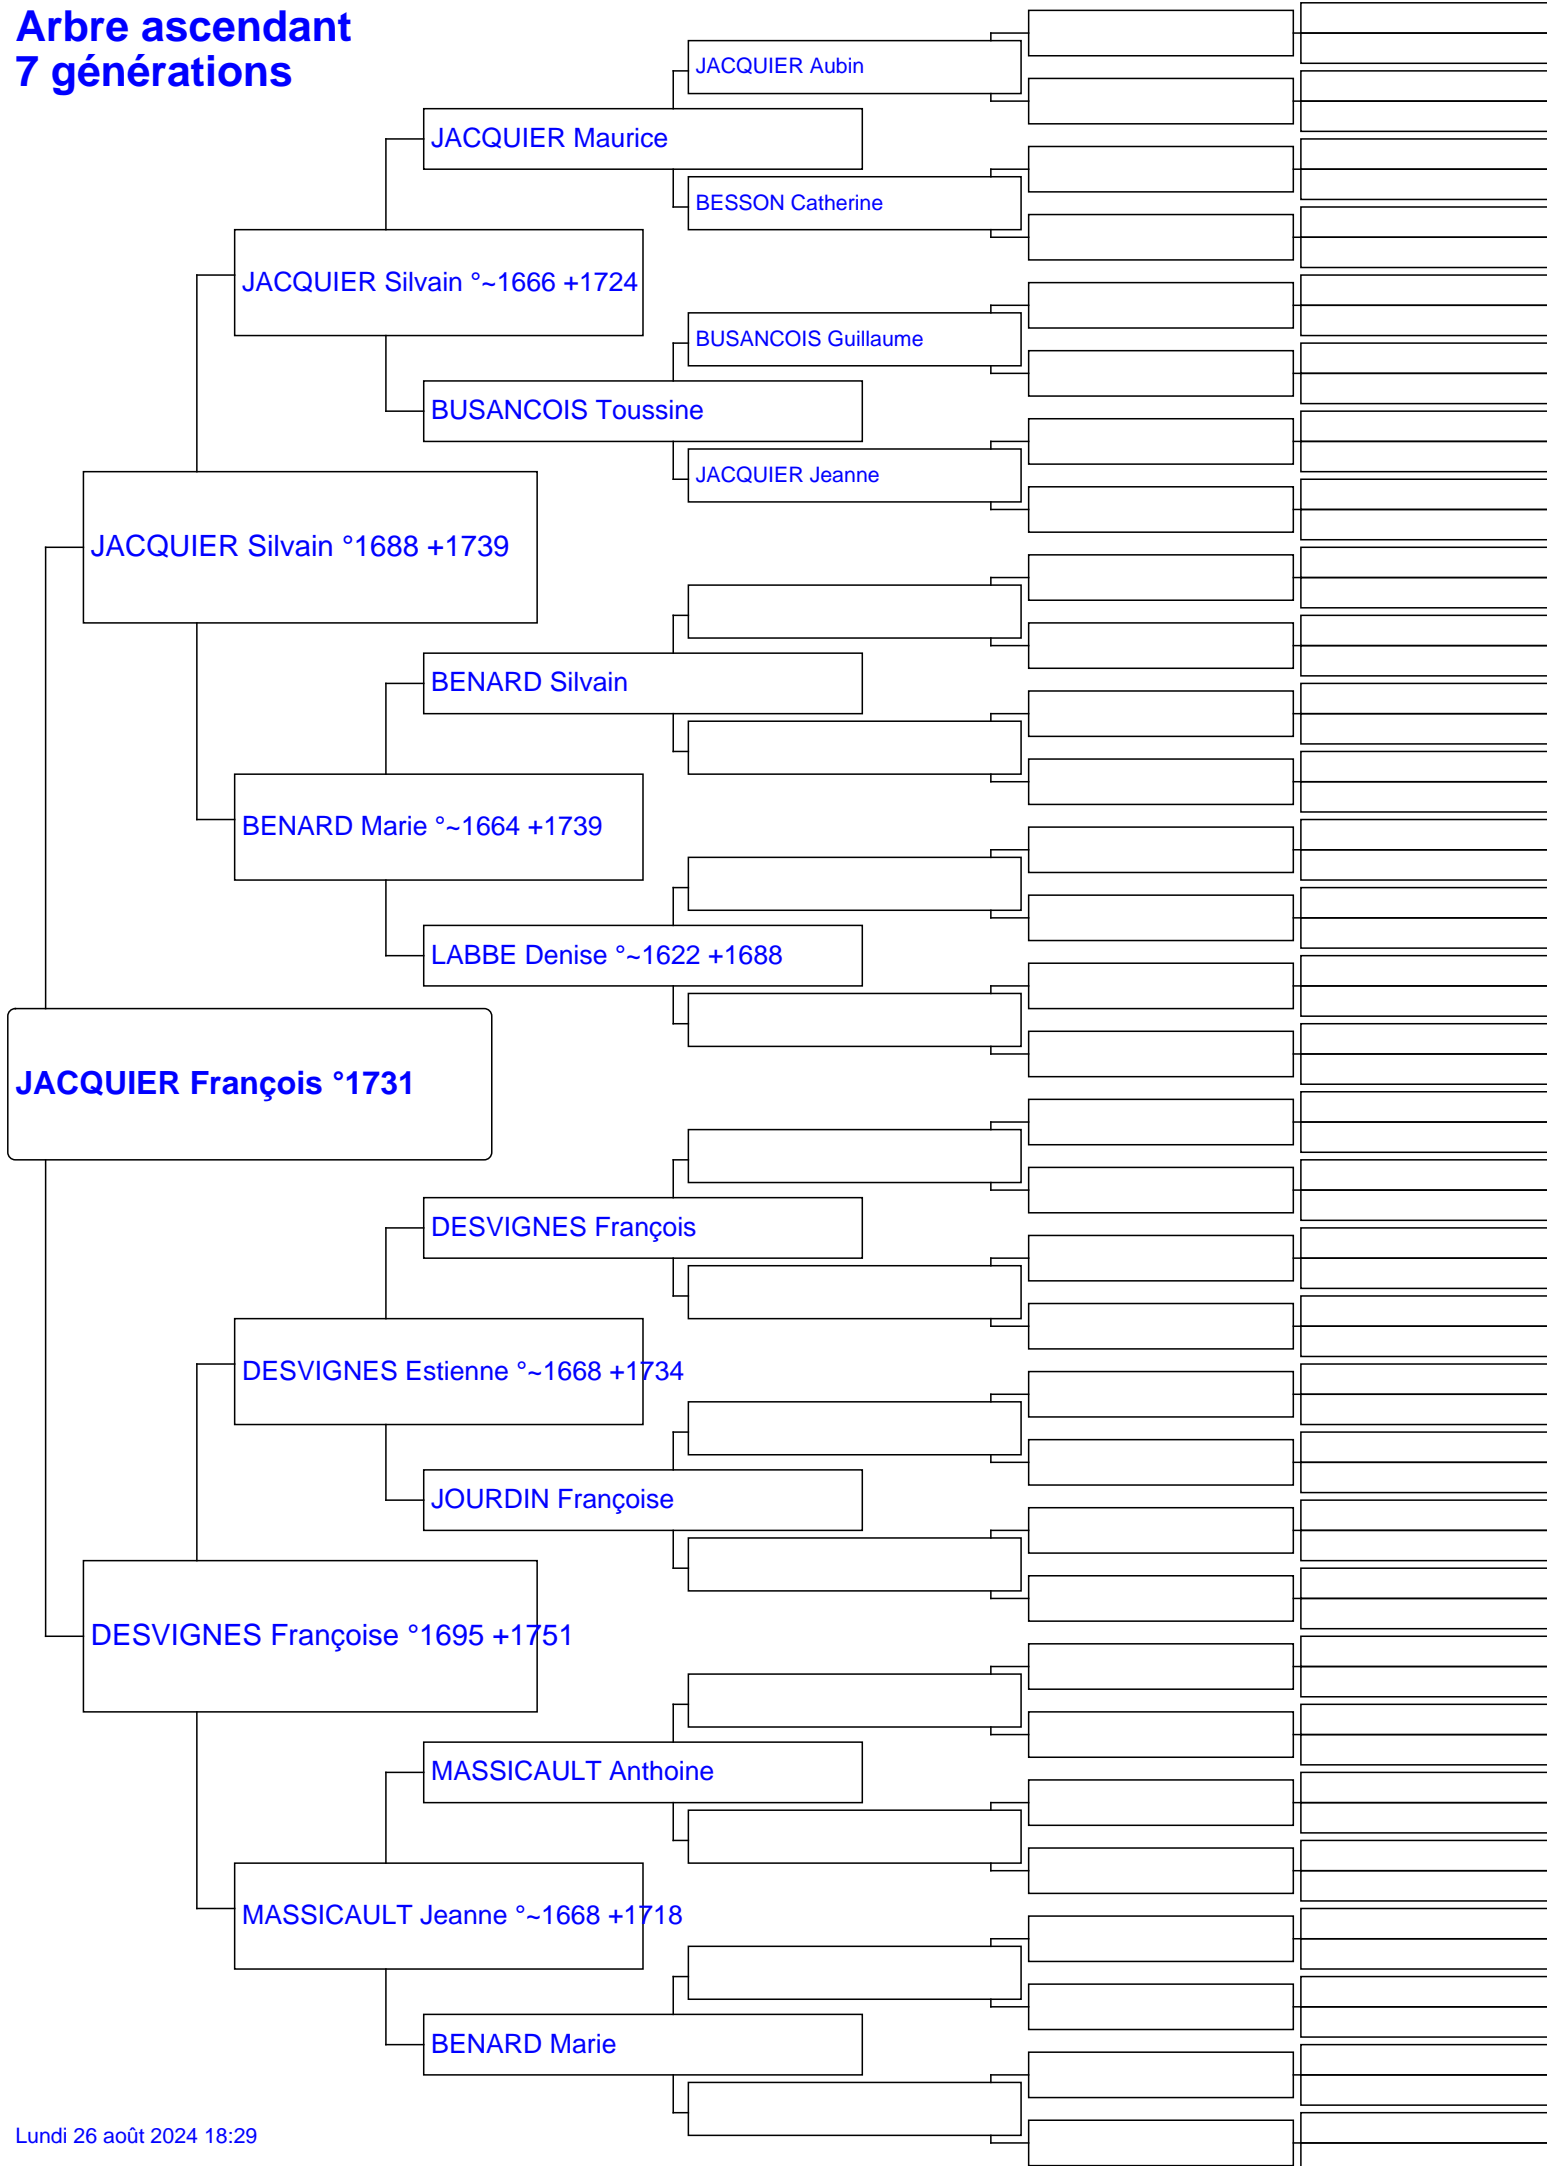 Arbre ascendant
7 générations
JACQUIER Aubin
JACQUIER Maurice
BESSON Catherine
JACQUIER Silvain °~1666 +1724
BUSANCOIS Guillaume
BUSANCOIS Toussine
JACQUIER Jeanne
JACQUIER Silvain °1688 +1739
BENARD Silvain
BENARD Marie °~1664 +1739
LABBE Denise °~1622 +1688
JACQUIER François °1731
DESVIGNES François
DESVIGNES Estienne °~1668 +1734
JOURDIN Françoise
DESVIGNES Françoise °1695 +1751
MASSICAULT Anthoine
MASSICAULT Jeanne °~1668 +1718
BENARD Marie
Lundi 26 août 2024 18:29